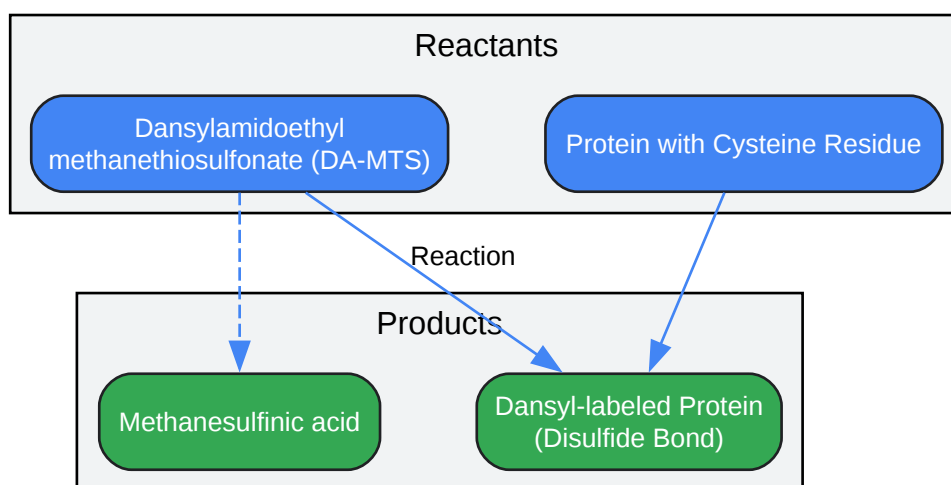 Reactants
Dansylamidoethyl
methanethiosulfonate (DA-MTS)
Protein with Cysteine Residue
Reaction
Products
Methanesulfinic acid
Dansyl-labeled Protein
(Disulfide Bond)